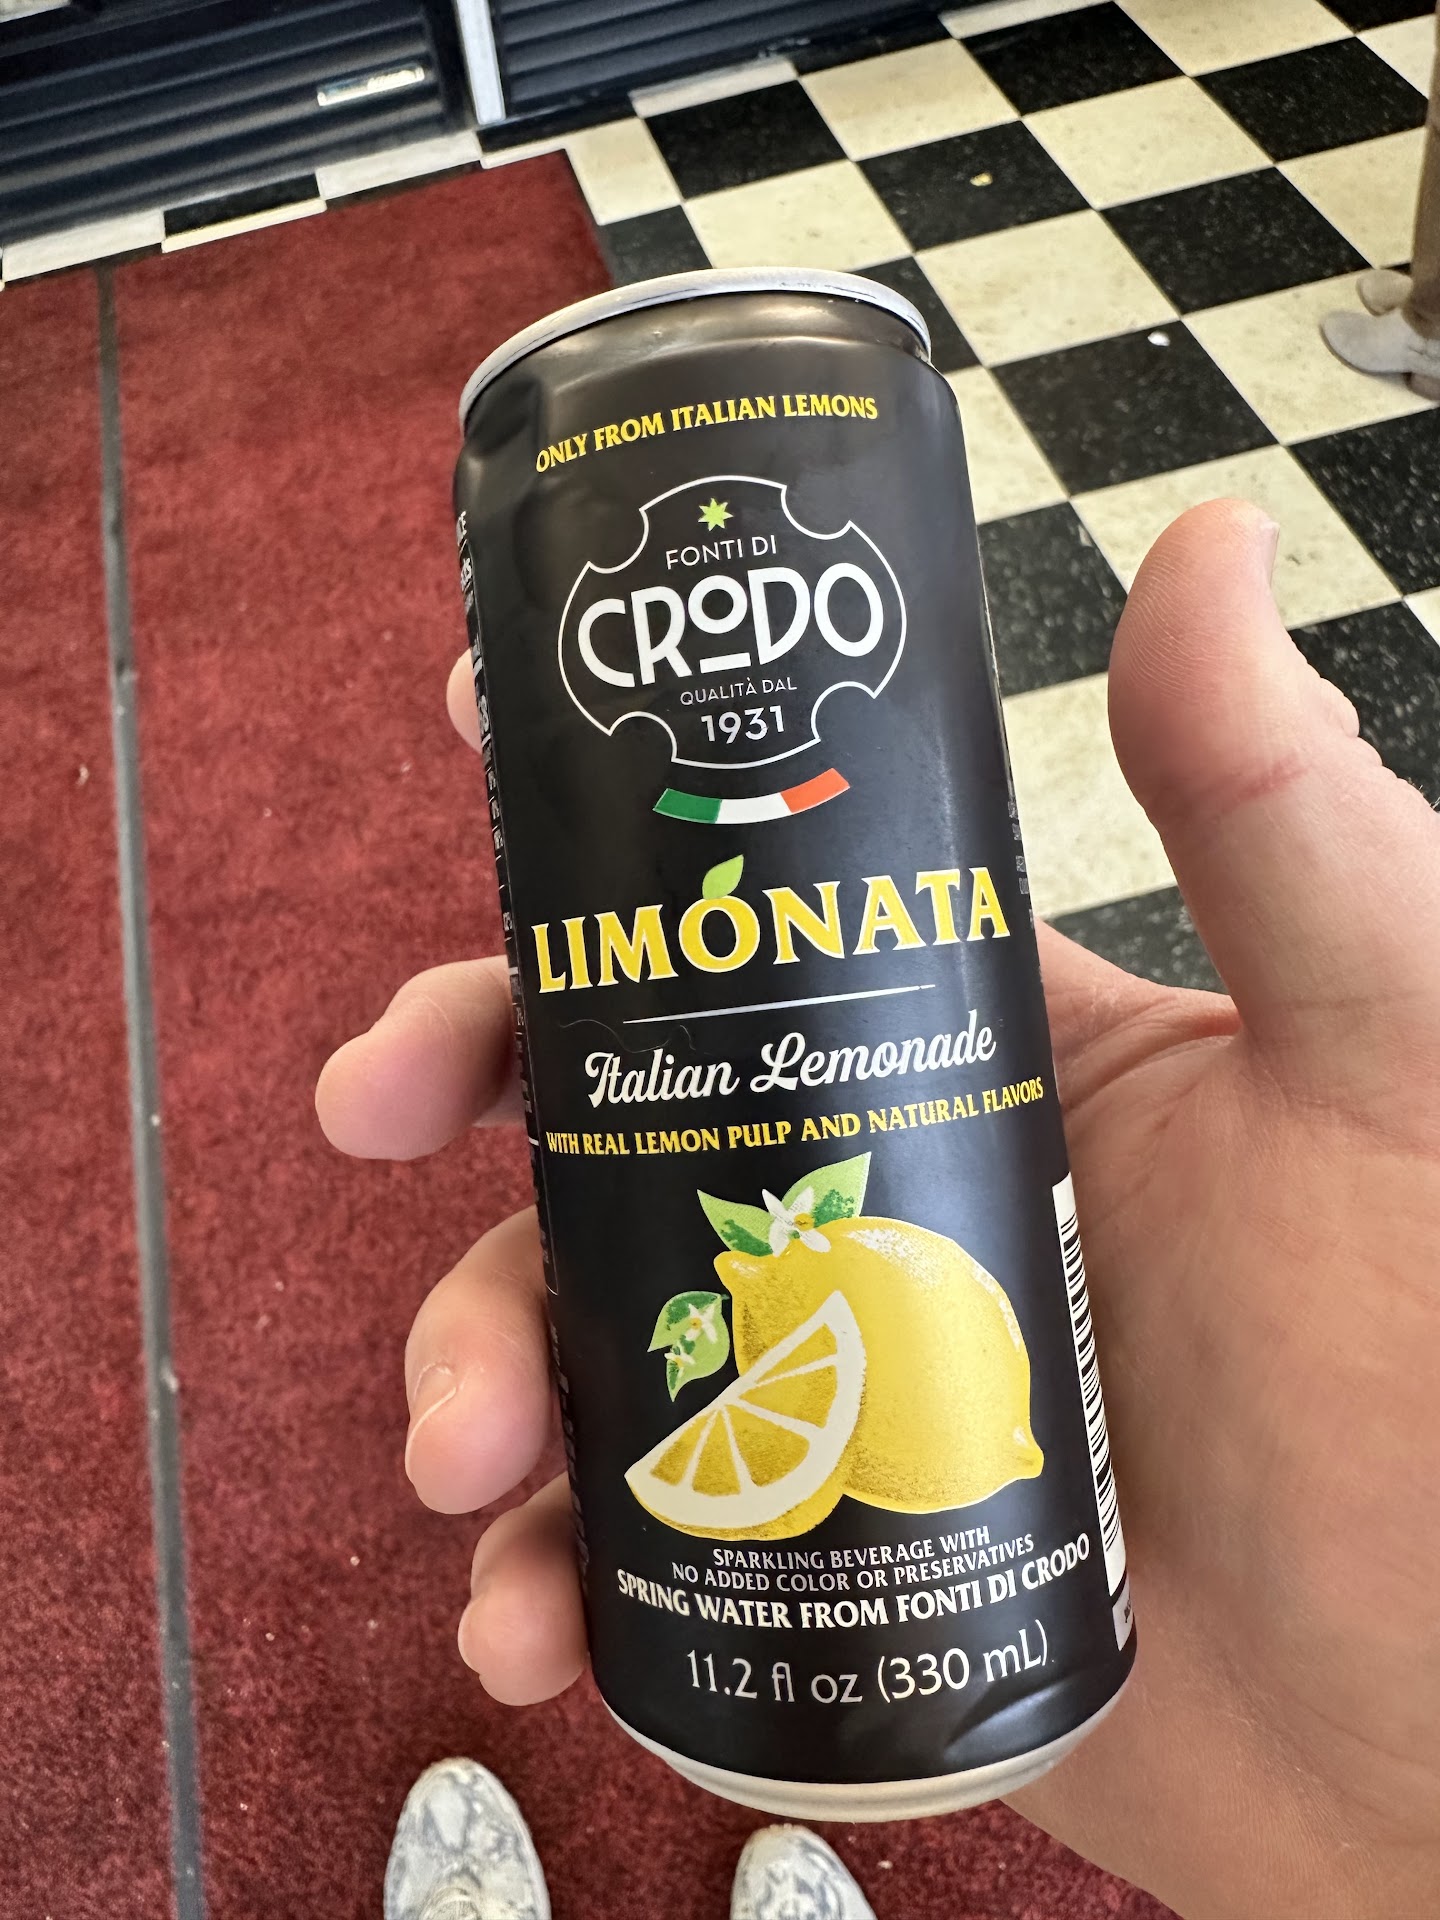 ONLY FROM ITALIAN LEMONS
FONTI DI
CRODO
QUALITÀ DAL
1931
LIMONATA
Italian Lemonade
WITH REAL LEMON PULP AND NATURAL FLAVORS
SPARKLING BEVERAGE WITH
NO ADDED COLOR OR PRESERVATIVES
SPRING WATER FROM FONTI DI CRODO
11.2 fl oz (330 mL)